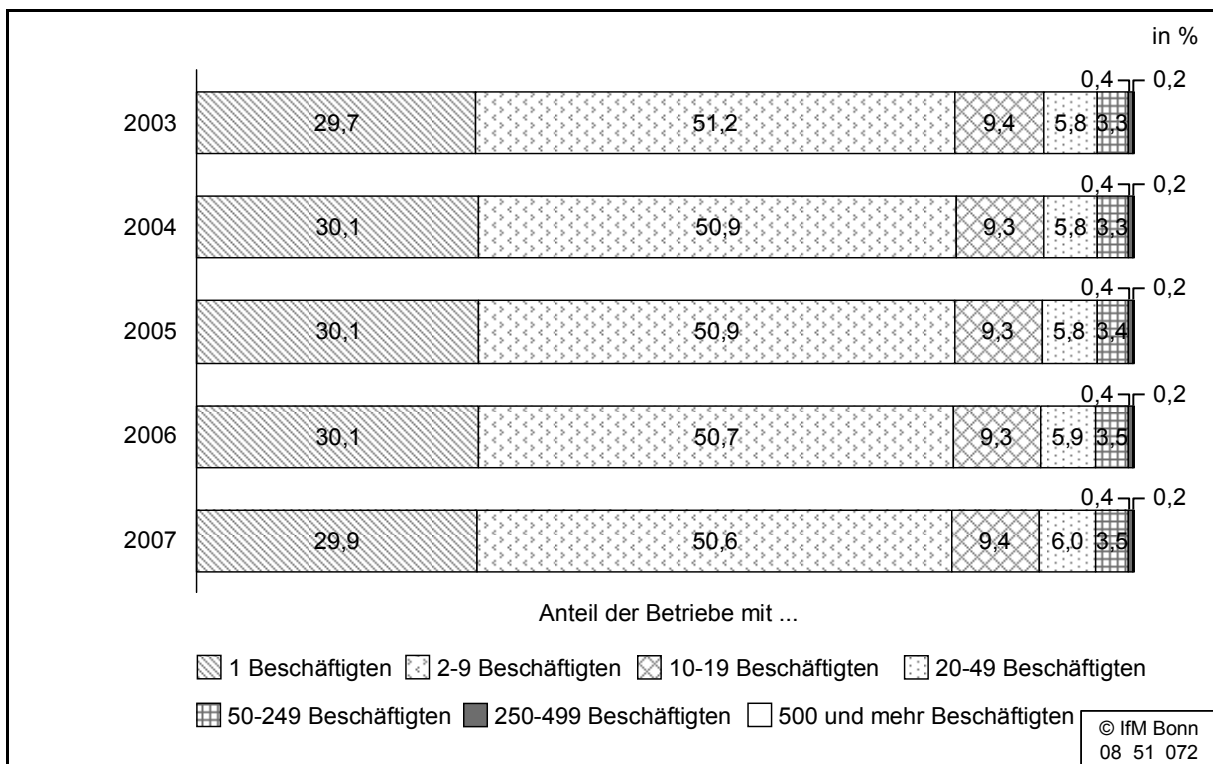 in %
0,4 0,2
2003 29,7 51,2 9,4 5,8 3,3
0,4 0,2
2004 30,1 50,9 9,3 5,8 3,3
0,4 0,2
2005 30,1 50,9 9,3 5,8 3,4
0,4 0,2
2006 30,1 50,7 9,3 5,9 3,5
0,4 0,2
2007 29,9 50,6 9,4 6,0 3,5
Anteil der Betriebe mit ...
1 Beschäftigten 2-9 Beschäftigten 10-19 Beschäftigten 20-49 Beschäftigten
50-249 Beschäftigten 250-499 Beschäftigten 500 und mehr Beschäftigten
© IfM Bonn
08 51 072